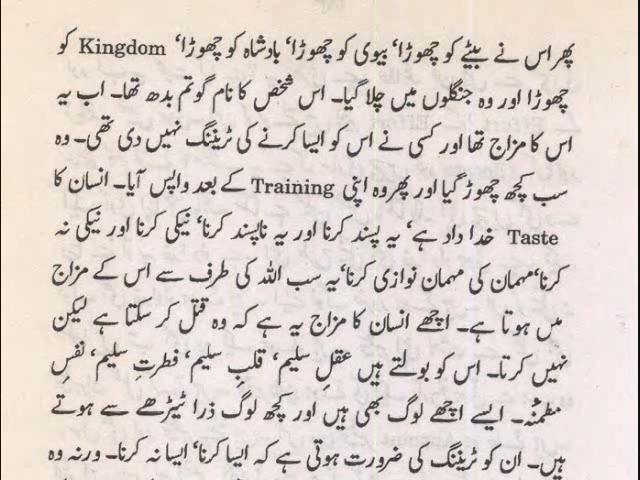 پھر اس نے بیٹے کو چھوڑا‘ بیوی کو چھوڑا‘ بادشاہ کو چھوڑا‘ Kingdom کو
چھوڑا اور وہ جنگلوں میں چلا گیا۔ اس شخص کا نام گوتم بدھ تھا۔ اب یہ
اس کا مزاج تھا اور کسی نے اس کو ایسا کرنے کی ٹریننگ نہیں دی تھی۔ وہ
سب کچھ چھوڑ گیا اور پھر وہ اپنی Training کے بعد واپس آیا۔ انسان کا
Taste خدا داد ہے‘ یہ پسند کرنا اور یہ ناپسند کرنا‘ نیکی کرنا اور نیکی نہ
کرنا‘ مہمان کی مہمان نوازی کرنا‘ یہ سب اللہ کی طرف سے اس کے مزاج
میں ہوتا ہے۔ اچھے انسان کا مزاج یہ ہے کہ وہ قتل کر سکتا ہے لیکن
نہیں کرتا۔ اس کو بولتے ہیں عقلِ سلیم‘ قلبِ سلیم‘ فطرتِ سلیم‘ نفسِ
مطمئنہ۔ ایسے اچھے لوگ بھی ہیں اور کچھ لوگ ذرا ٹیڑھے سے ہوتے
ہیں۔ ان کو ٹریننگ کی ضرورت ہوتی ہے کہ ایسا کرنا‘ ایسا نہ کرنا۔ ورنہ وہ